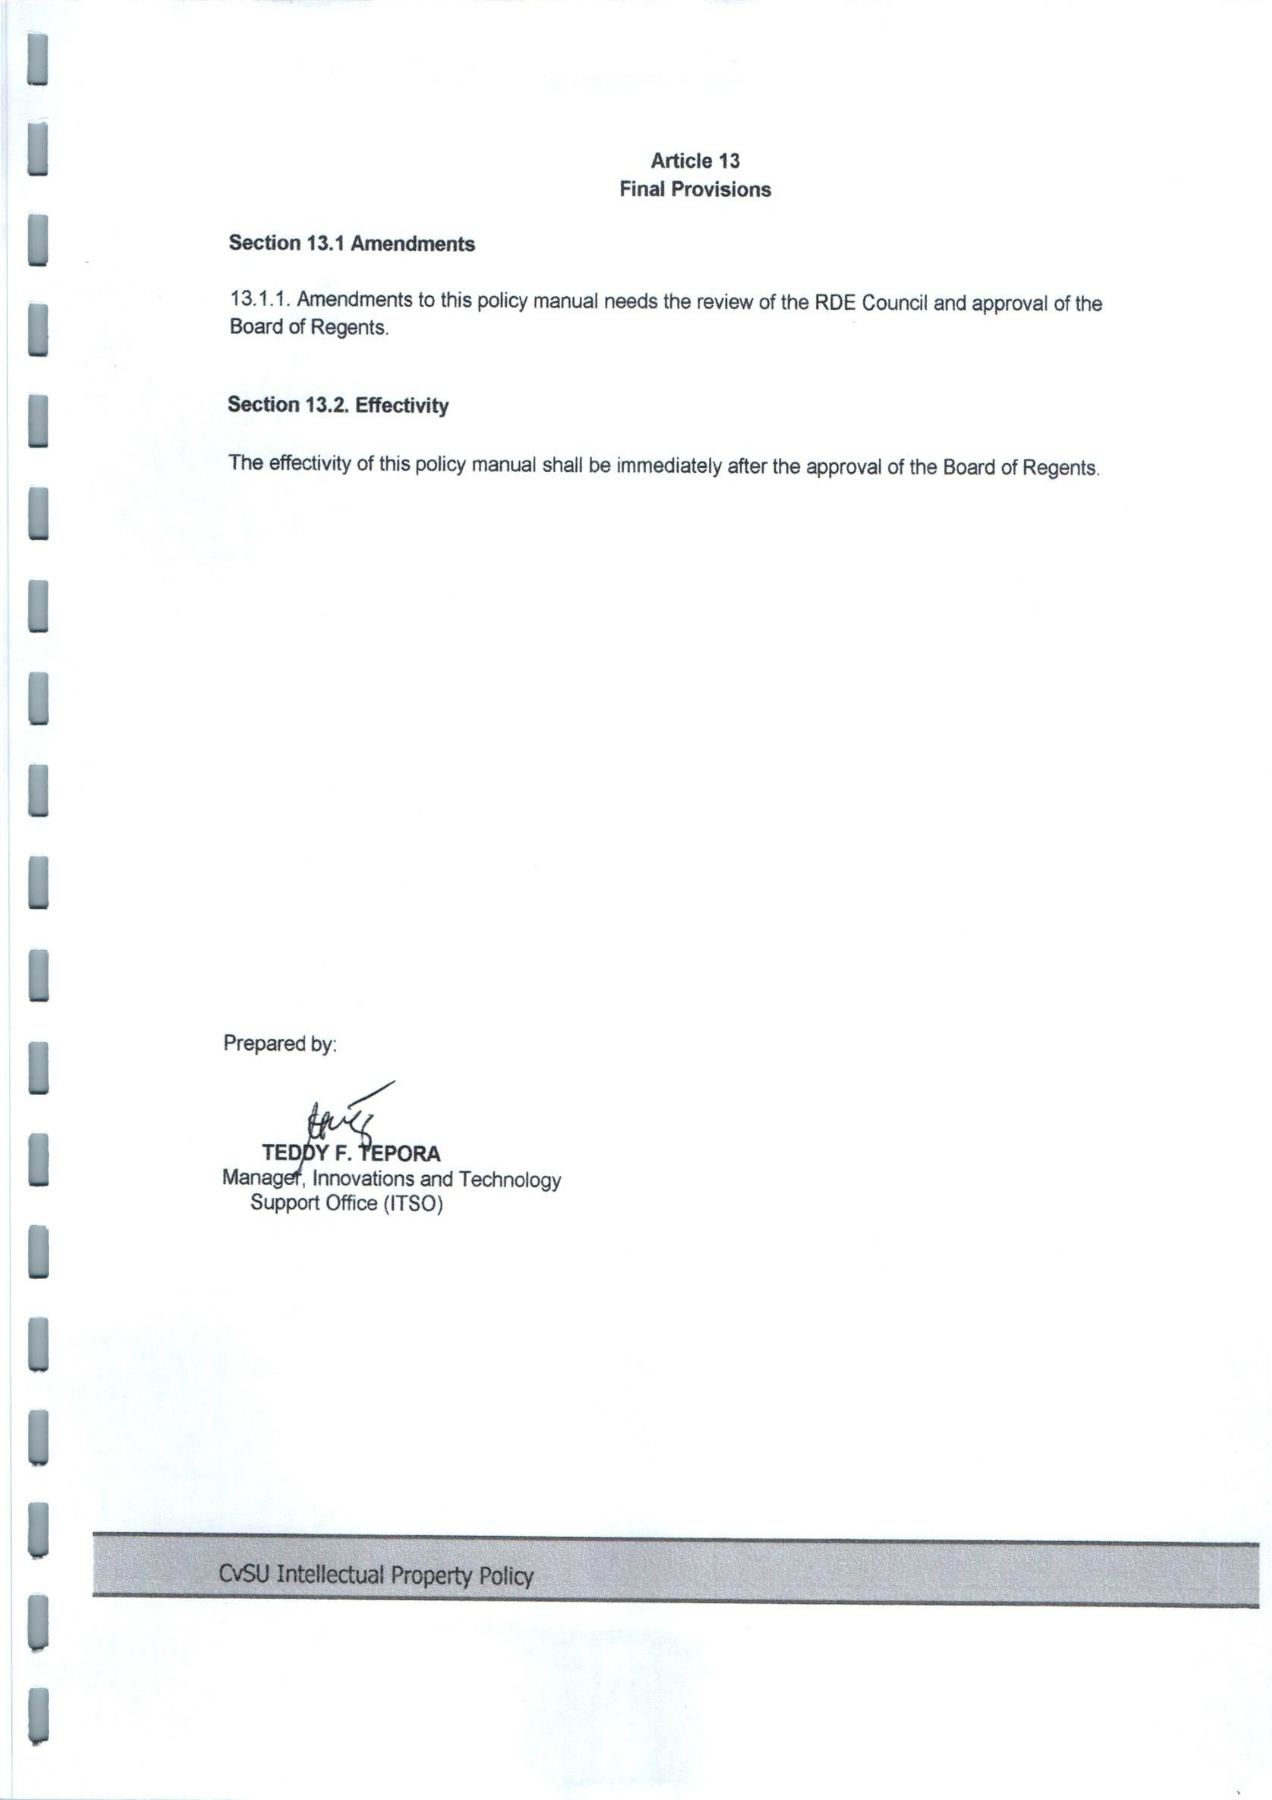 Article 13
Final Provisions
Section 13.1 Amendments
13.1.1. Amendments to this policy manual needs the review of the RDE Council and approval of the
Board of Regents.
Section 13.2. Effectivity
The effectivity of this policy manual shall be immediately after the approval of the Board of Regents.
Prepared by:
TEDDY F. TEPORA
Manager, Innovations and Technology
Support Office (ITSO)
CvSU Intellectual Property Policy